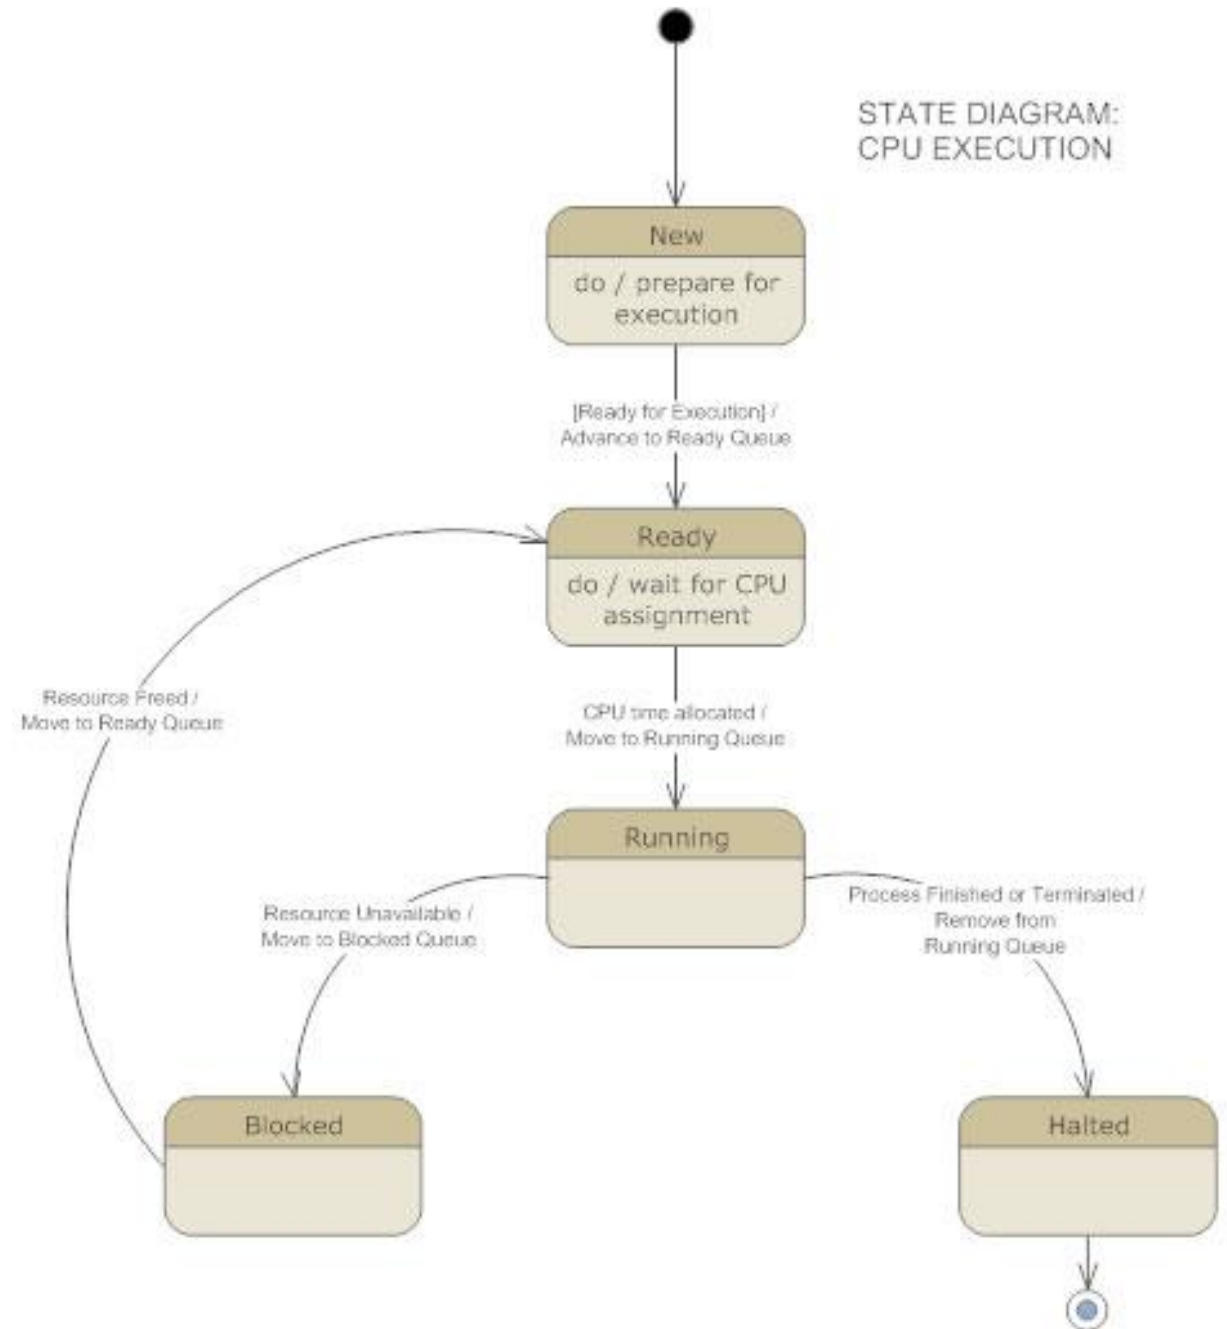 STATE DIAGRAM:
CPU EXECUTION
New
do / prepare for
execution
[Ready for Execution] /
Advance to Ready Queue
Ready
do / wait for CPU
assignment
Resource Freed /
Move to Ready Queue
CPU time allocated /
Move to Running Queue
Running
Resource Unavailable /
Move to Blocked Queue
Process Finished or Terminated /
Remove from
Running Queue
Blocked
Halted